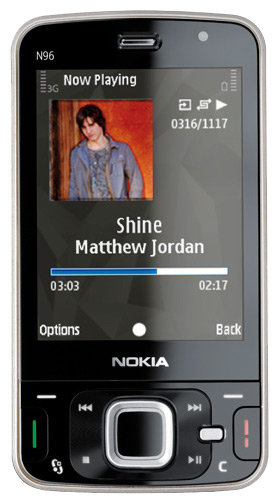 N96
3G
Now Playing
0316/1117
Shine
Matthew Jordan
03:03 02:17
Options Back
NOKIA
C